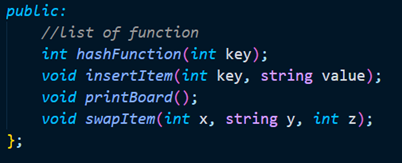 public:
//list of function
int hashFunction(int key);
void insertItem(int key, string value);
void printBoard();
void swapItem(int x, string y, int z);
};